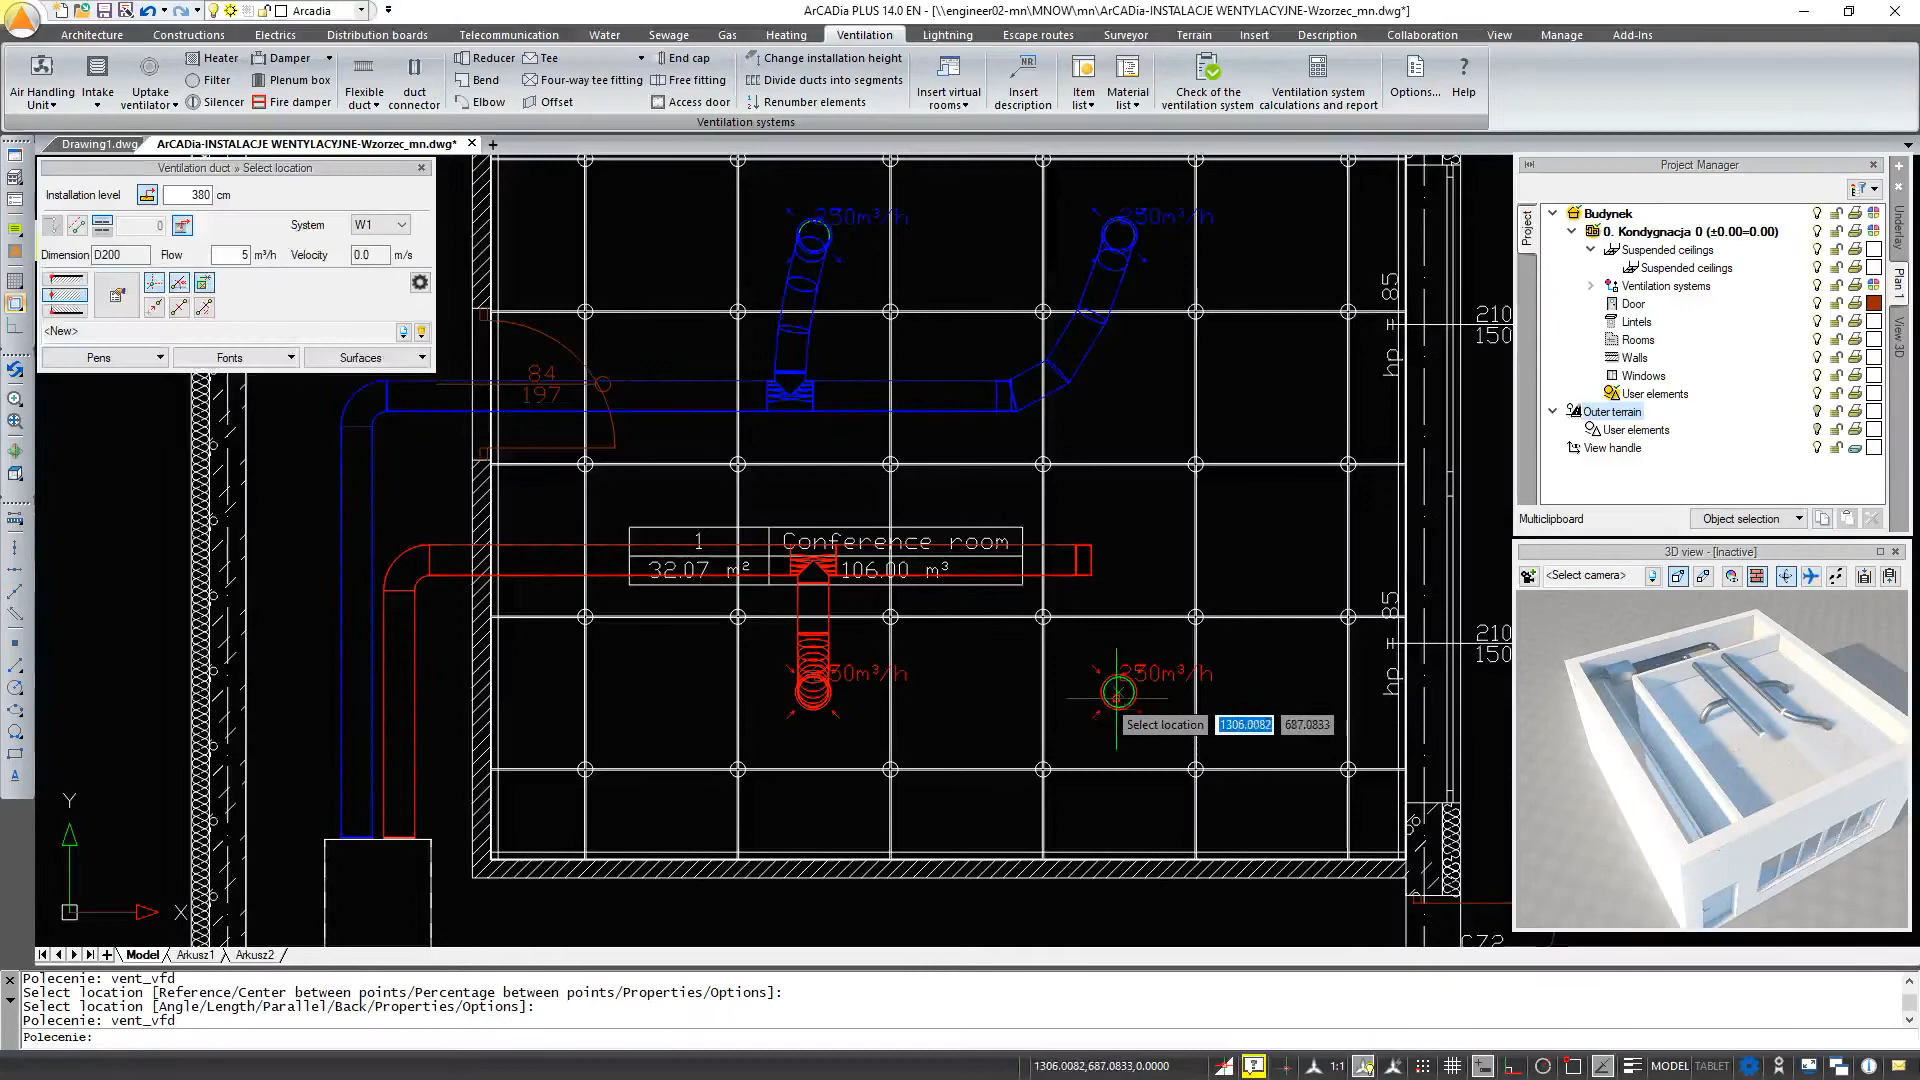 Arcadia
ArCADia PLUS 14.0 EN - [\\engineer02-mn\MNOW\mn\ArCADia-INSTALACJE WENTYLACYJNE-Wzorzec_mn.dwg*]
Architecture Constructions Electrics Distribution boards Telecommunication Water Sewage Gas Heating Ventilation Lightning Escape routes Surveyor Terrain Insert Description Collaboration View Manage Add-Ins
Heater Damper Reducer Tee End cap Change installation height
Filter Plenum box Bend Four-way tee fitting Free fitting Divide ducts into segments
Silencer Fire damper Elbow Offset Access door Renumber elements
Air Handling Unit Intake Uptake ventilator Flexible duct duct connector
Insert virtual rooms Insert description Item list Material list Check of the ventilation system Ventilation system calculations and report Options... Help
Ventilation systems
Drawing1.dwg ArCADia-INSTALACJE WENTYLACYJNE-Wzorzec_mn.dwg*
Ventilation duct » Select location
Installation level 380 cm
0 System W1
Dimension D200 Flow 5 m³/h Velocity 0.0 m/s
<New>
Pens Fonts Surfaces
250m³/h 250m³/h
84
197
1 Conference room
32.07 m² 106.00 m³
250m³/h 250m³/h
Select location 1306.0082 687.0833
hp = 85
210
150
hp = 85
210
150
Y
X
Project Manager
Project
Budynek
0. Kondygnacja 0 (±0.00=0.00)
Suspended ceilings
Suspended ceilings
Ventilation systems
Door
Lintels
Rooms
Walls
Windows
User elements
Outer terrain
User elements
View handle
Multiclipboard Object selection
Underlay
Plan 1
View 3D
3D view - [Inactive]
<Select camera>
Model Arkusz1 Arkusz2
Polecenie: vent_vfd
Select location [Reference/Center between points/Percentage between points/Properties/Options]:
Select location [Angle/Length/Parallel/Back/Properties/Options]:
Polecenie: vent_vfd
Polecenie:
1306.0082,687.0833,0.0000 1:1 MODEL TABLET